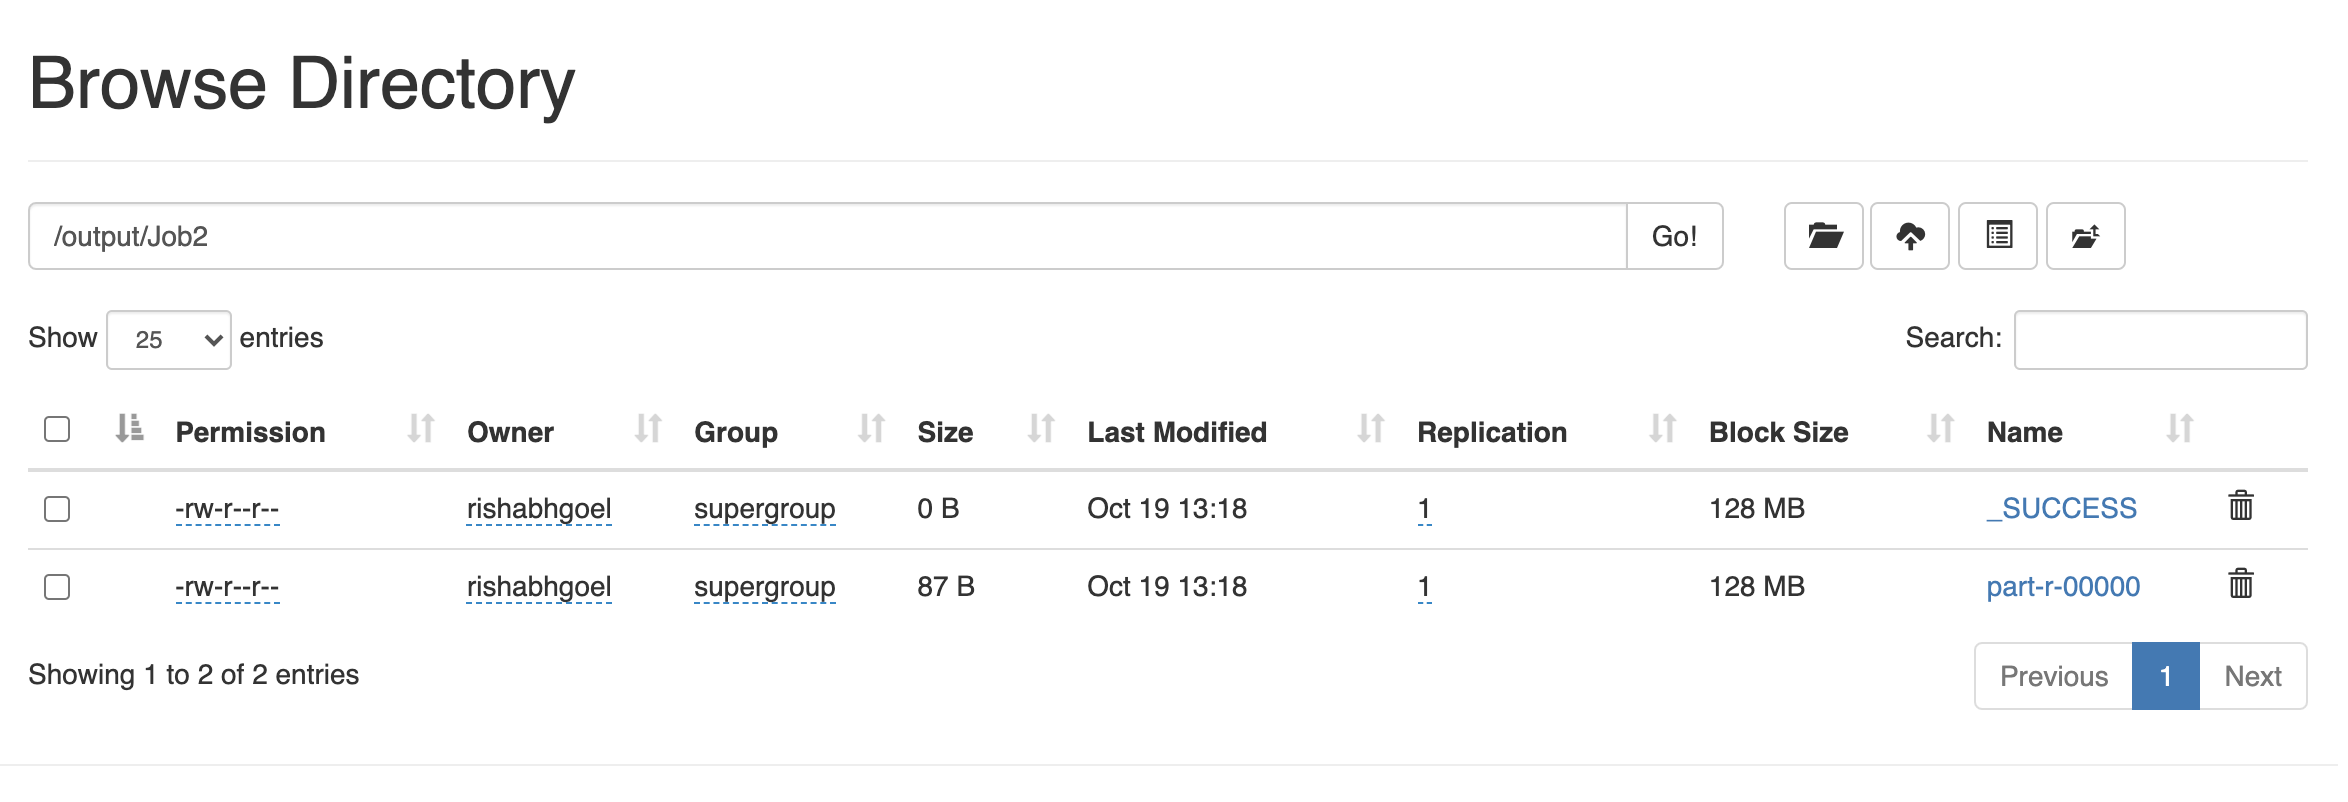 Browse Directory
/output/Job2 Go!
Show 25 entries Search:
Permission Owner Group Size Last Modified Replication Block Size Name
-rw-r--r-- rishabhgoel supergroup 0 B Oct 19 13:18 1 128 MB _SUCCESS
-rw-r--r-- rishabhgoel supergroup 87 B Oct 19 13:18 1 128 MB part-r-00000
Showing 1 to 2 of 2 entries Previous 1 Next